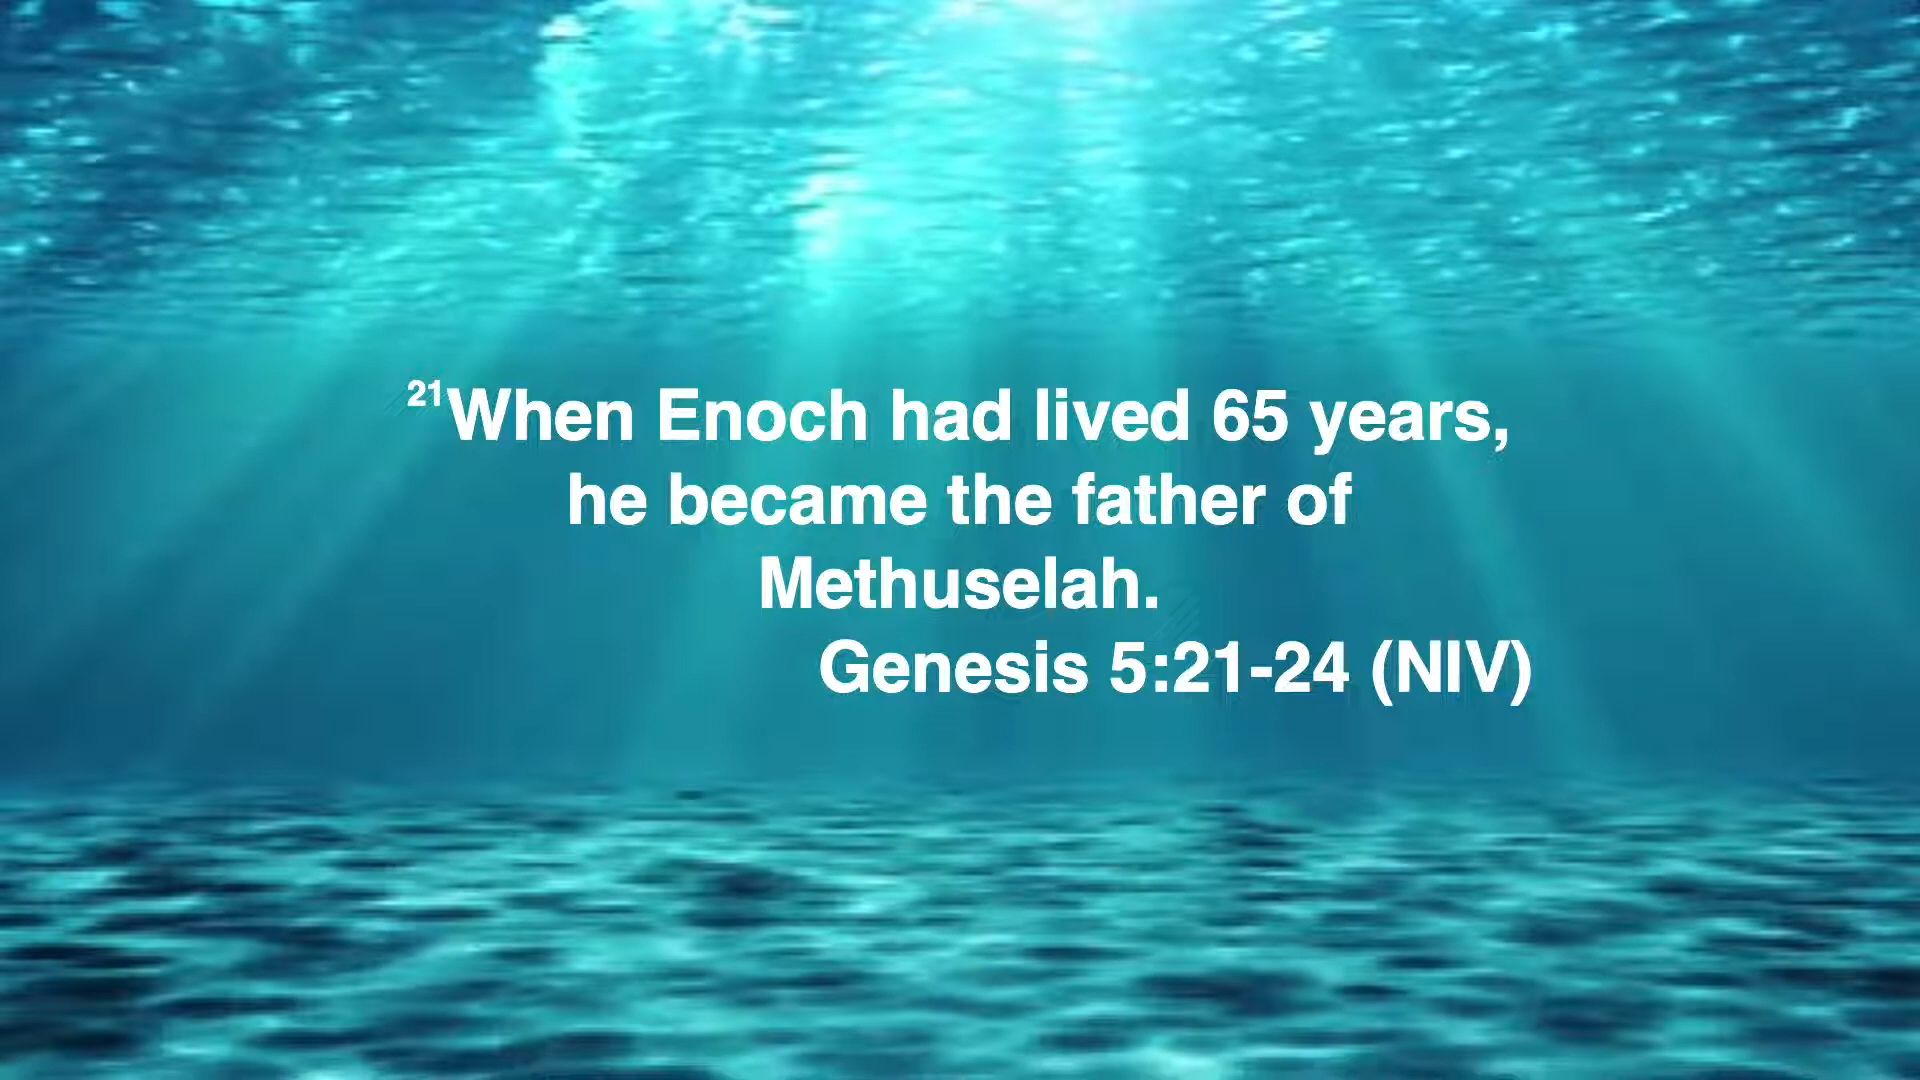 21When Enoch had lived 65 years,
he became the father of
Methuselah.
Genesis 5:21-24 (NIV)